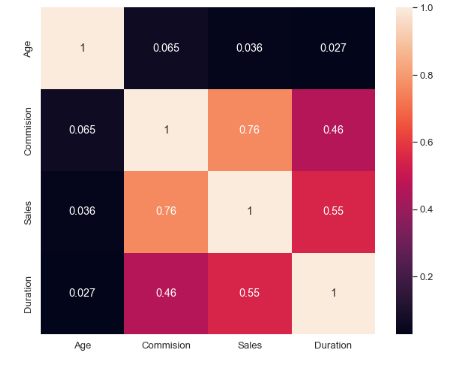 Age
1
0.065
0.036
0.027
Commision
0.065
1
0.76
0.46
Sales
0.036
0.76
1
0.55
Duration
0.027
0.46
0.55
1
Age
Commision
Sales
Duration
1.0
0.8
0.6
0.4
0.2